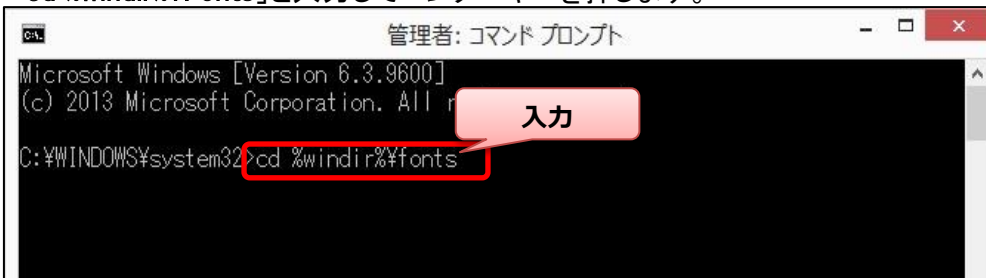 管理者: コマンド プロンプト
Microsoft Windows [Version 6.3.9600]
(c) 2013 Microsoft Corporation. All r
入力
C:¥WINDOWS¥system32>cd %windir%¥fonts